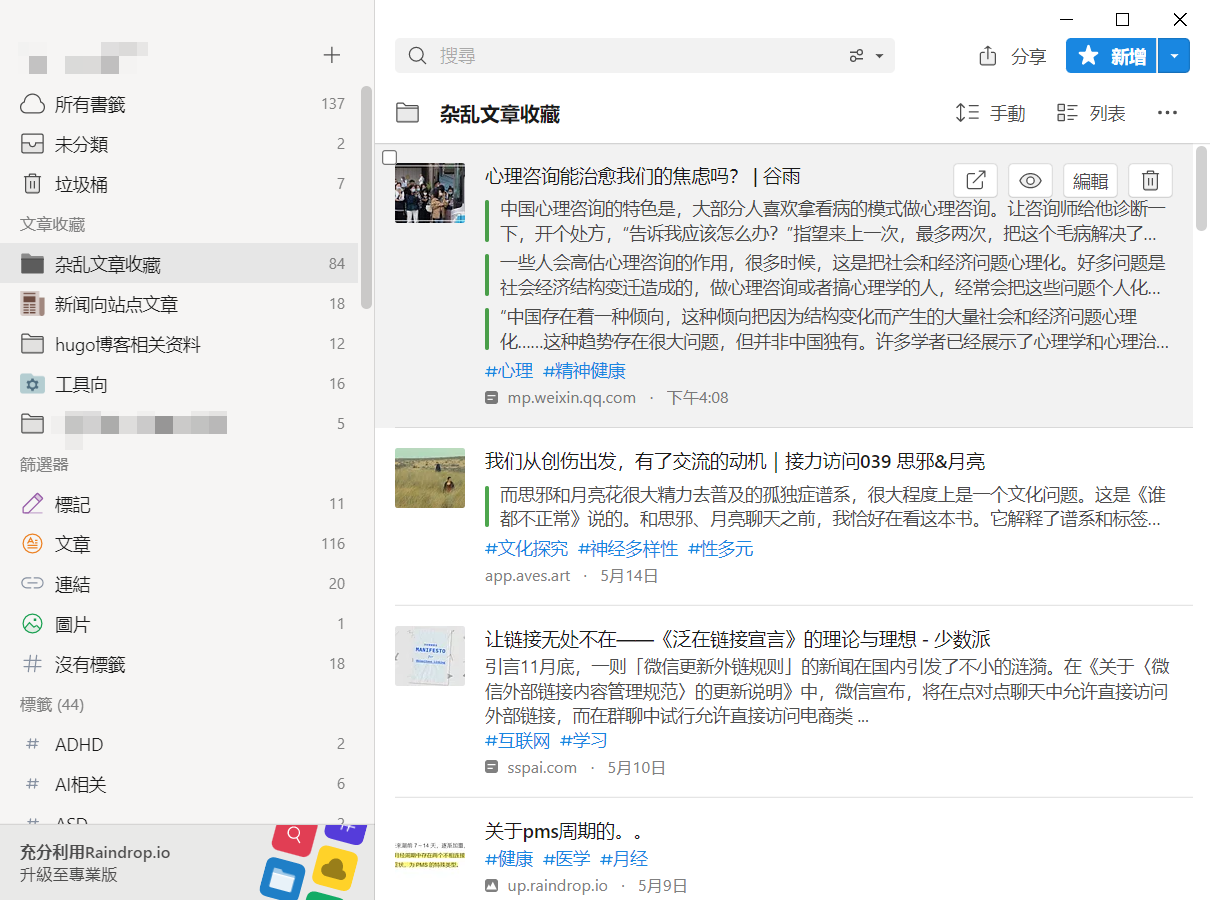 所有書籤 137
未分類 2
垃圾桶 7
文章收藏
杂乱文章收藏 84
新闻向站点文章 18
hugo博客相关资料 12
工具向 16
5
篩選器
標記 11
文章 116
連結 20
圖片 1
沒有標籤 18
標籤 (44)
# ADHD 2
# AI相关 6
# ASD 2
充分利用Raindrop.io
升級至專業版
搜尋
分享
新增
杂乱文章收藏
手動
列表
心理咨询能治愈我们的焦虑吗？ | 谷雨
編輯
中国心理咨询的特色是，大部分人喜欢拿看病的模式做心理咨询。让咨询师给他诊断一
下，开个处方，“告诉我应该怎么办？”指望来上一次，最多两次，把这个毛病解决了...
一些人会高估心理咨询的作用，很多时候，这是把社会和经济问题心理化。好多问题是
社会经济结构变迁造成的，做心理咨询或者搞心理学的人，经常会把这些问题个人化...
“中国存在着一种倾向，这种倾向把因为结构变化而产生的大量社会和经济问题心理
化……这种趋势存在很大问题，但并非中国独有。许多学者已经展示了心理学和心理治...
#心理 #精神健康
mp.weixin.qq.com · 下午4:08
我们从创伤出发，有了交流的动机｜接力访问039 思邪&月亮
而思邪和月亮花很大精力去普及的孤独症谱系，很大程度上是一个文化问题。这是《谁
都不正常》说的。和思邪、月亮聊天之前，我恰好在看这本书。它解释了谱系和标签...
#文化探究 #神经多样性 #性多元
app.aves.art · 5月14日
MANIFESTO
让链接无处不在——《泛在链接宣言》的理论与理想 - 少数派
引言11月底，一则「微信更新外链规则」的新闻在国内引发了不小的涟漪。在《关于〈微
信外部链接内容管理规范〉的更新说明》中，微信宣布，将在点对点聊天中允许直接访问
外部链接，而在群聊中试行允许直接访问电商类 ...
#互联网 #学习
sspai.com · 5月10日
关于pms周期的。。
#健康 #医学 #月经
up.raindrop.io · 5月9日